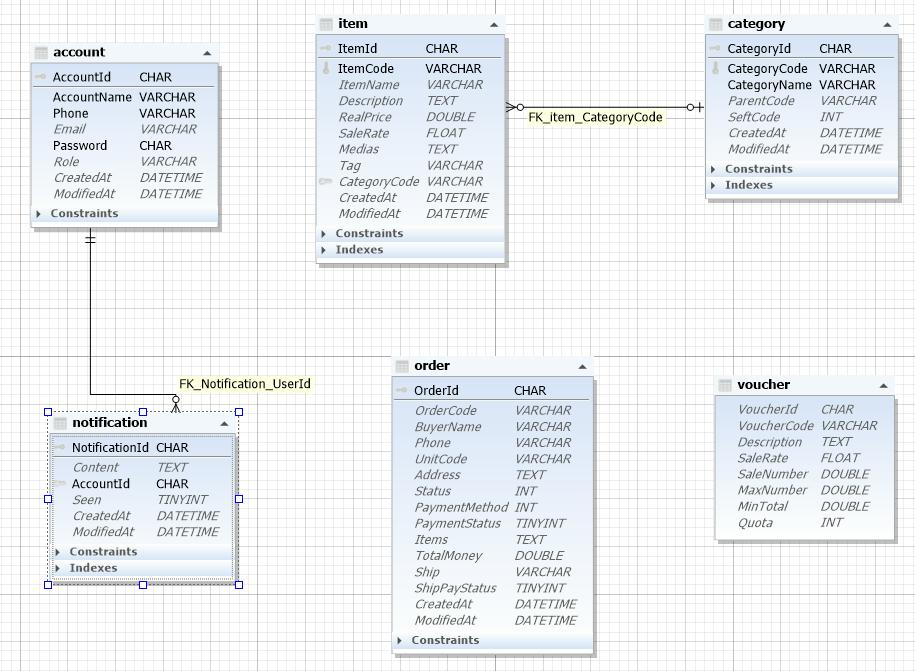 account
AccountId CHAR
AccountName VARCHAR
Phone VARCHAR
Email VARCHAR
Password CHAR
Role VARCHAR
CreatedAt DATETIME
ModifiedAt DATETIME
Constraints
item
ItemId CHAR
ItemCode VARCHAR
ItemName VARCHAR
Description TEXT
RealPrice DOUBLE
SaleRate FLOAT
Medias TEXT
Tag VARCHAR
CategoryCode VARCHAR
CreatedAt DATETIME
ModifiedAt DATETIME
Constraints
Indexes
FK_item_CategoryCode
category
CategoryId CHAR
CategoryCode VARCHAR
CategoryName VARCHAR
ParentCode VARCHAR
SeftCode INT
CreatedAt DATETIME
ModifiedAt DATETIME
Constraints
Indexes
FK_Notification_UserId
notification
NotificationId CHAR
Content TEXT
AccountId CHAR
Seen TINYINT
CreatedAt DATETIME
ModifiedAt DATETIME
Constraints
Indexes
order
OrderId CHAR
OrderCode VARCHAR
BuyerName VARCHAR
Phone VARCHAR
UnitCode VARCHAR
Address TEXT
Status INT
PaymentMethod INT
PaymentStatus TINYINT
Items TEXT
TotalMoney DOUBLE
Ship VARCHAR
ShipPayStatus TINYINT
CreatedAt DATETIME
ModifiedAt DATETIME
Constraints
voucher
VoucherId CHAR
VoucherCode VARCHAR
Description TEXT
SaleRate FLOAT
SaleNumber DOUBLE
MaxNumber DOUBLE
MinTotal DOUBLE
Quota INT